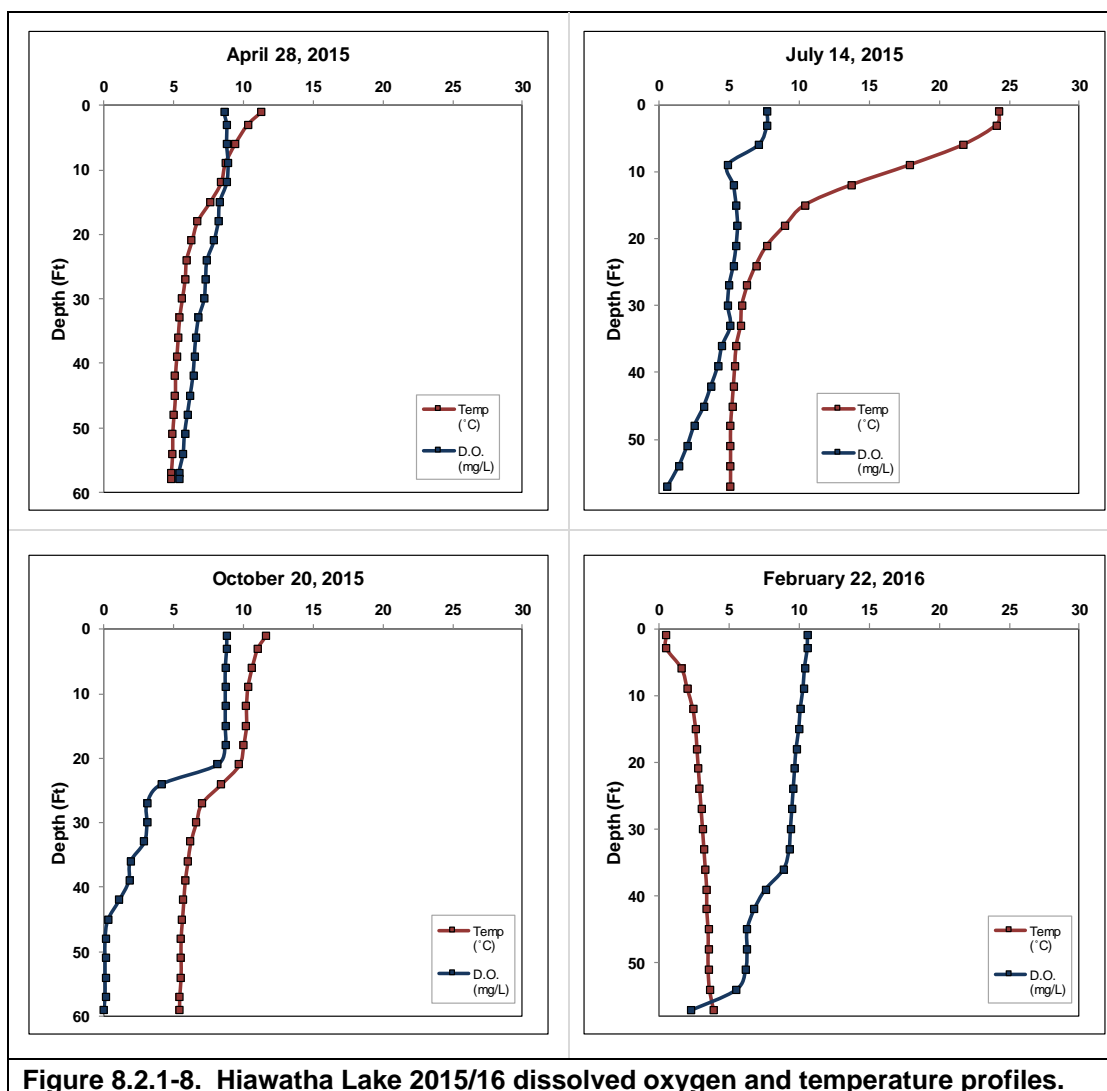 April 28, 2015
0 5 10 15 20 25 30
0
10
20
30
40
50
60
Depth (Ft)
Temp
(˚C)
D.O.
(mg/L)
July 14, 2015
0 5 10 15 20 25 30
0
10
20
30
40
50
Depth (Ft)
Temp
(˚C)
D.O.
(mg/L)
October 20, 2015
0 5 10 15 20 25 30
0
10
20
30
40
50
60
Depth (Ft)
Temp
(˚C)
D.O.
(mg/L)
February 22, 2016
0 5 10 15 20 25 30
0
10
20
30
40
50
Depth (Ft)
Temp
(˚C)
D.O.
(mg/L)
Figure 8.2.1-8. Hiawatha Lake 2015/16 dissolved oxygen and temperature profiles.